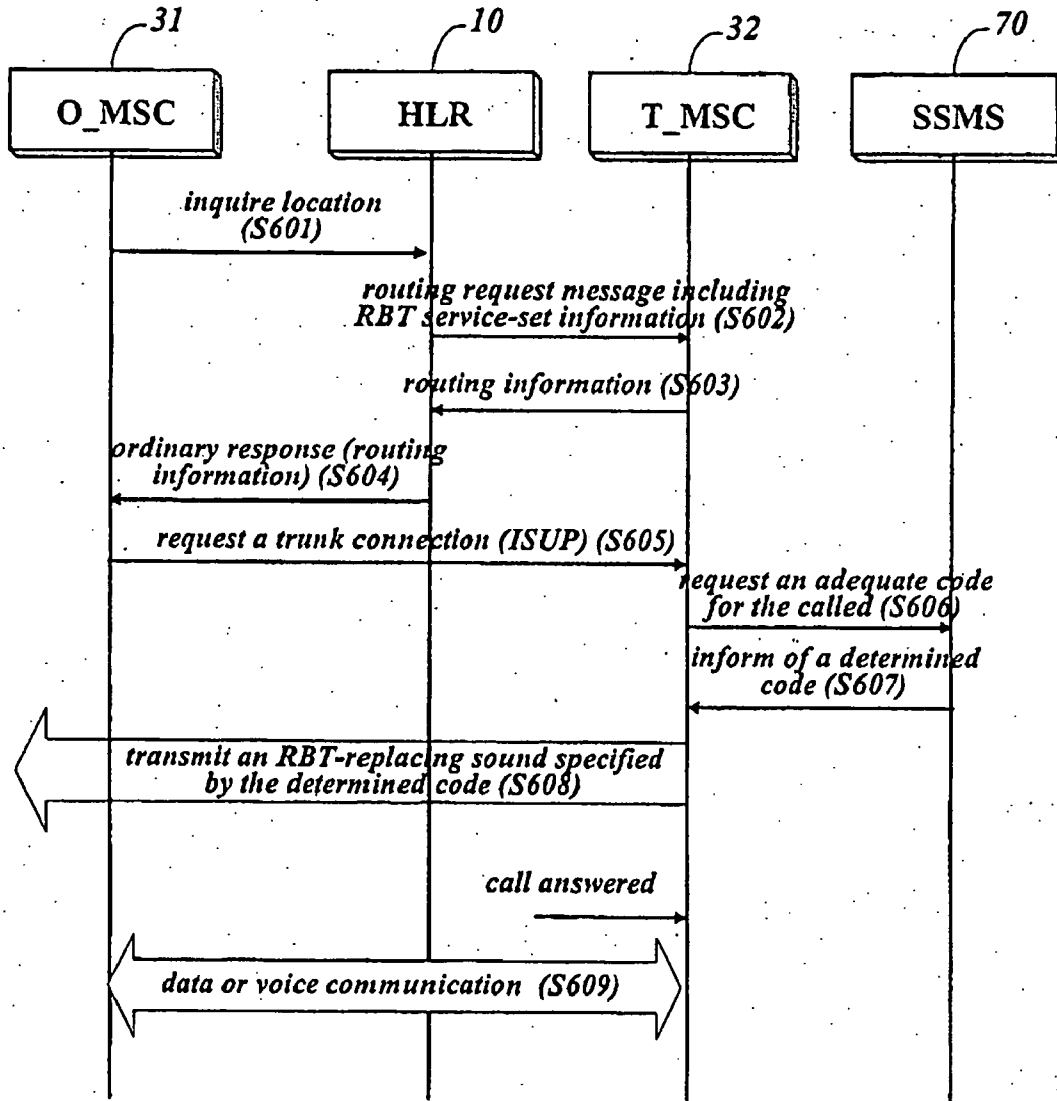 31
10
32
70
O_MSC
HLR
T_MSC
SSMS
inquire location
(S601)
routing request message including
RBT service-set information (S602)
routing information (S603)
ordinary response (routing
information) (S604)
request a trunk connection (ISUP) (S605)
request an adequate code
for the called (S606)
inform of a determined
code (S607)
transmit an RBT-replacing sound specified
by the determined code (S608)
call answered
data or voice communication (S609)